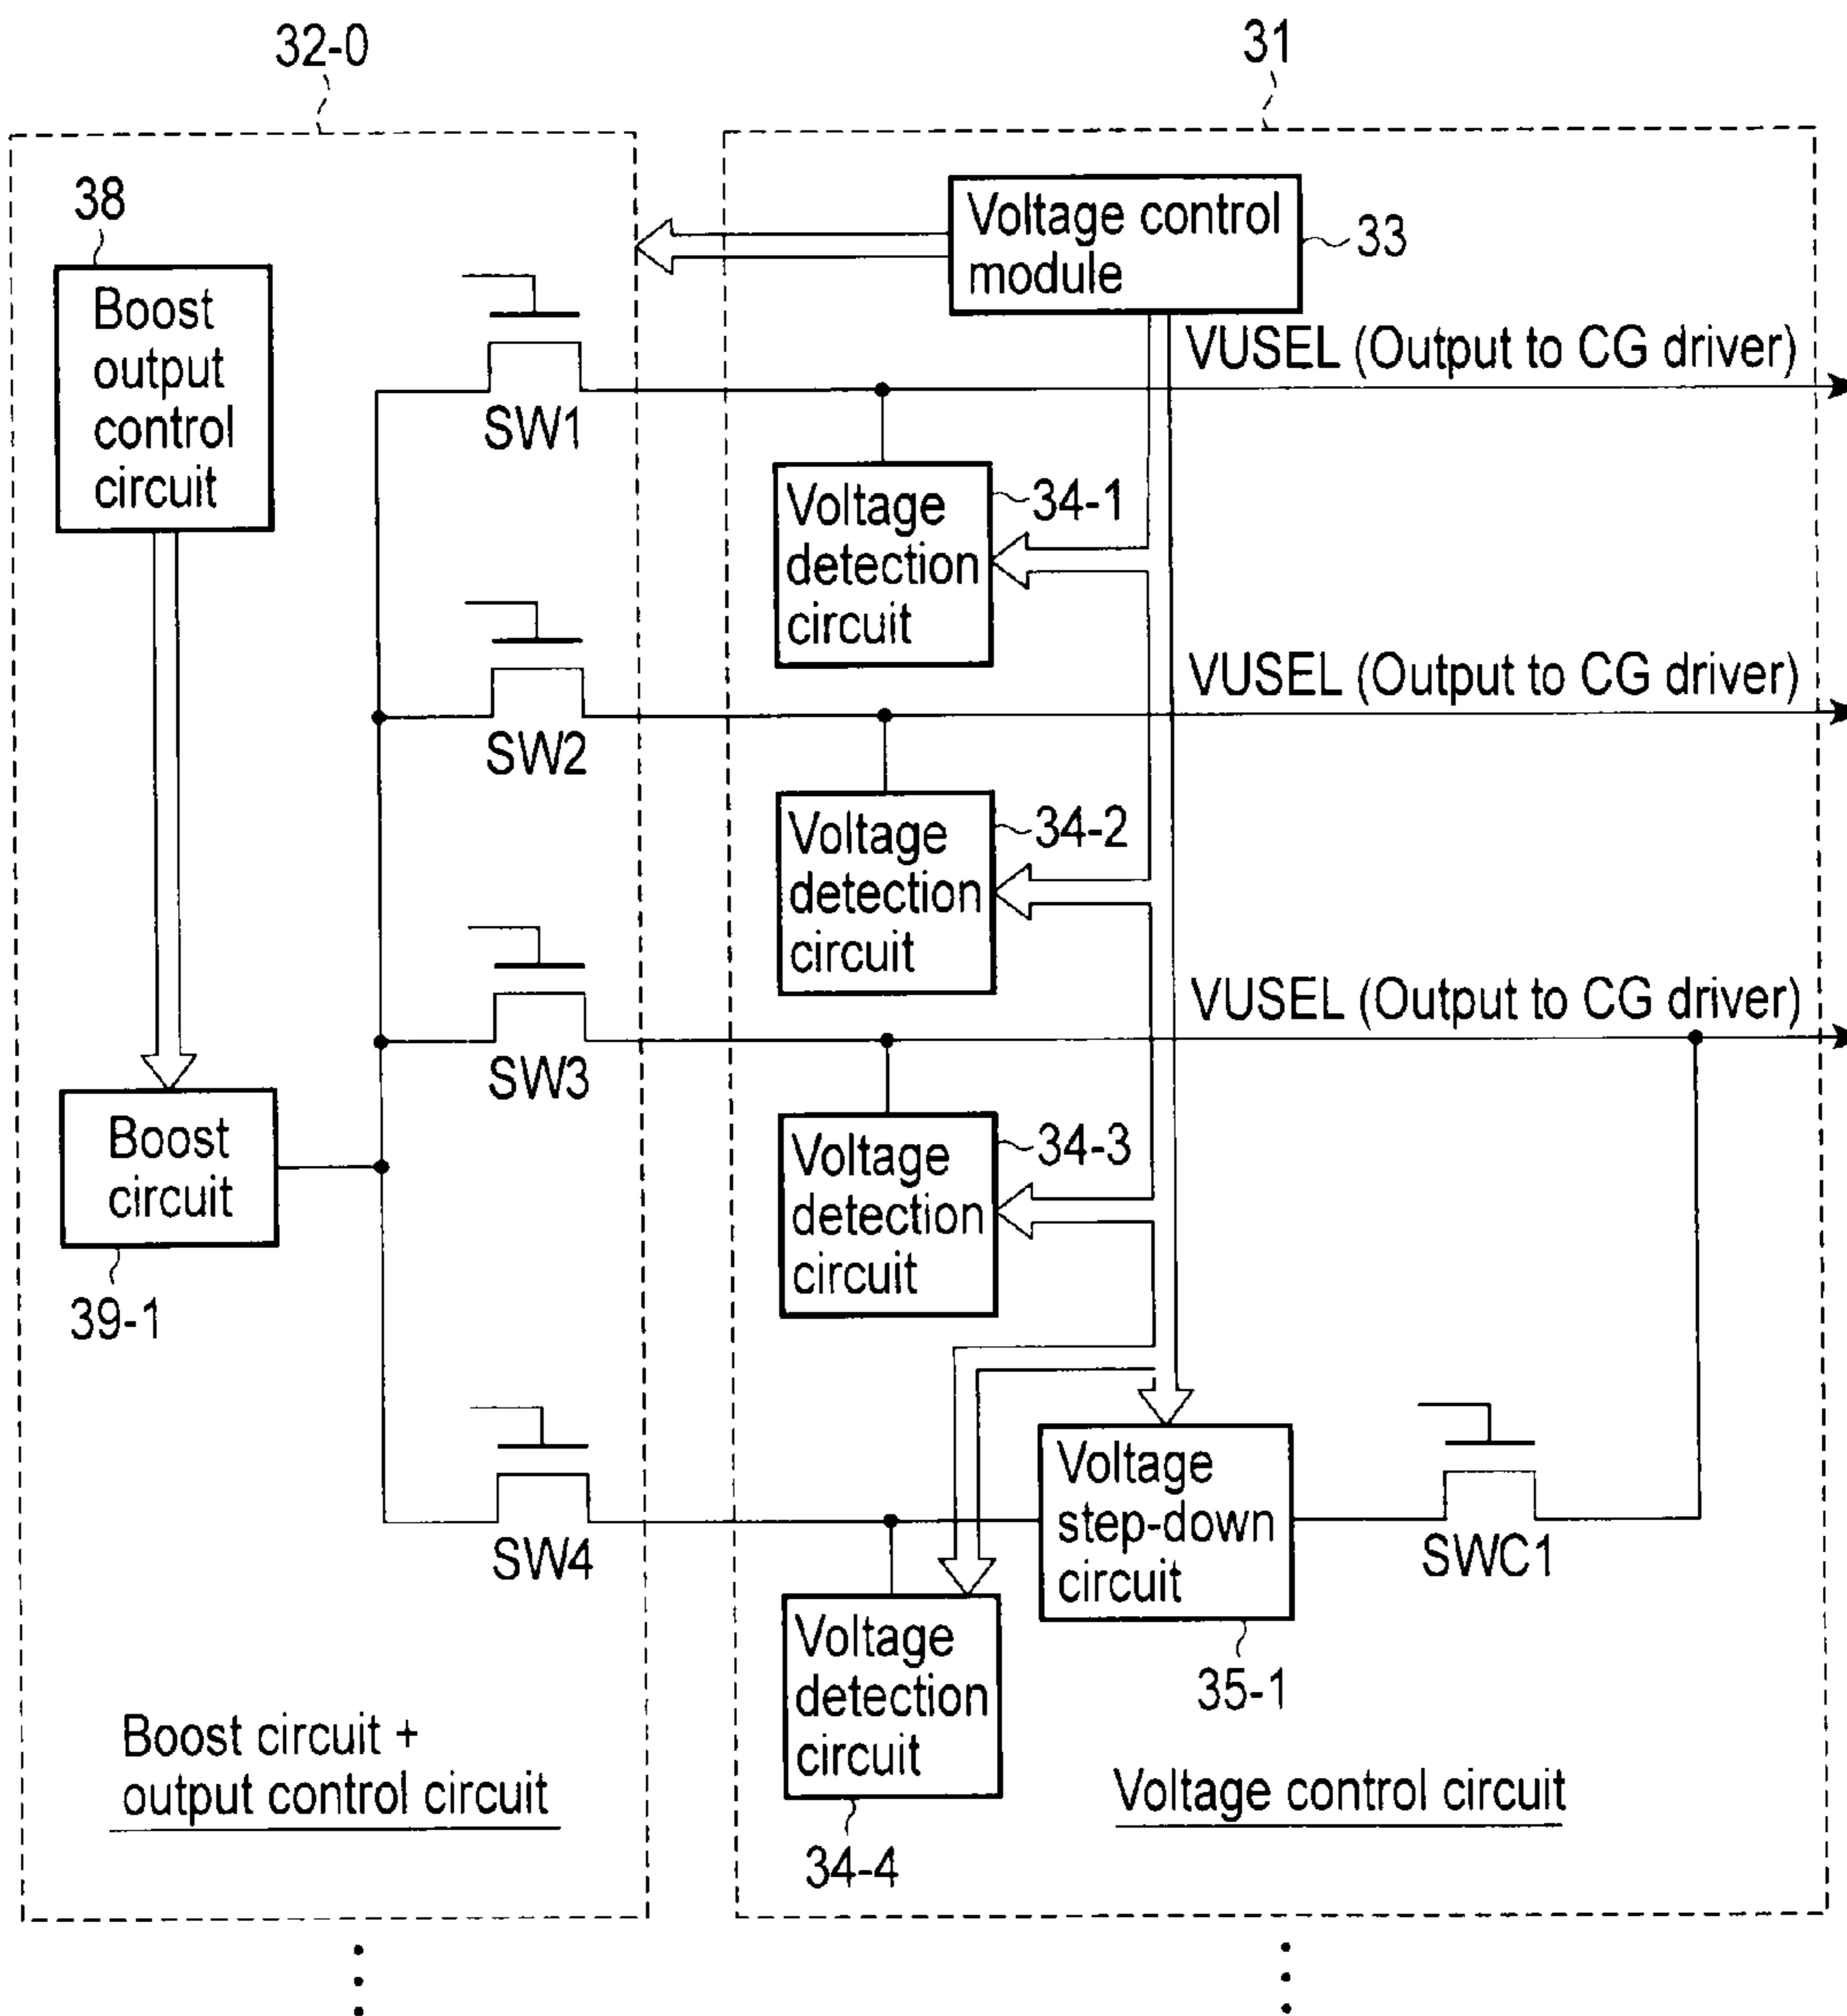 32-0
31
38
Boost
output
control
circuit
Voltage control
module
33
VUSEL (Output to CG driver)
SW1
Voltage
detection
circuit
34-1
VUSEL (Output to CG driver)
SW2
Voltage
detection
circuit
34-2
VUSEL (Output to CG driver)
SW3
Voltage
detection
circuit
34-3
Boost
circuit
39-1
SW4
Voltage
step-down
circuit
35-1
SWC1
Voltage
detection
circuit
34-4
Boost circuit +
output control circuit
Voltage control circuit